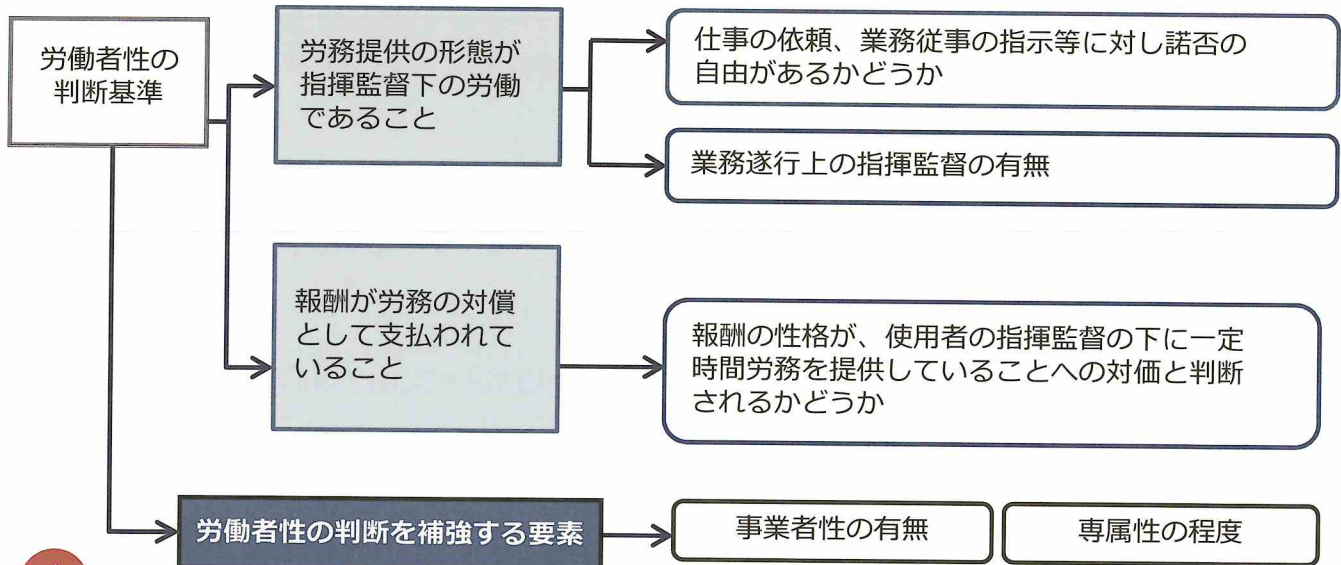 労働者性の
判断基準
労務提供の形態が
指揮監督下の労働
であること
仕事の依頼、業務従事の指示等に対し諾否の
自由があるかどうか
業務遂行上の指揮監督の有無
報酬が労務の対償
として支払われて
いること
報酬の性格が、使用者の指揮監督の下に一定
時間労務を提供していることへの対価と判断
されるかどうか
労働者性の判断を補強する要素
事業者性の有無
専属性の程度